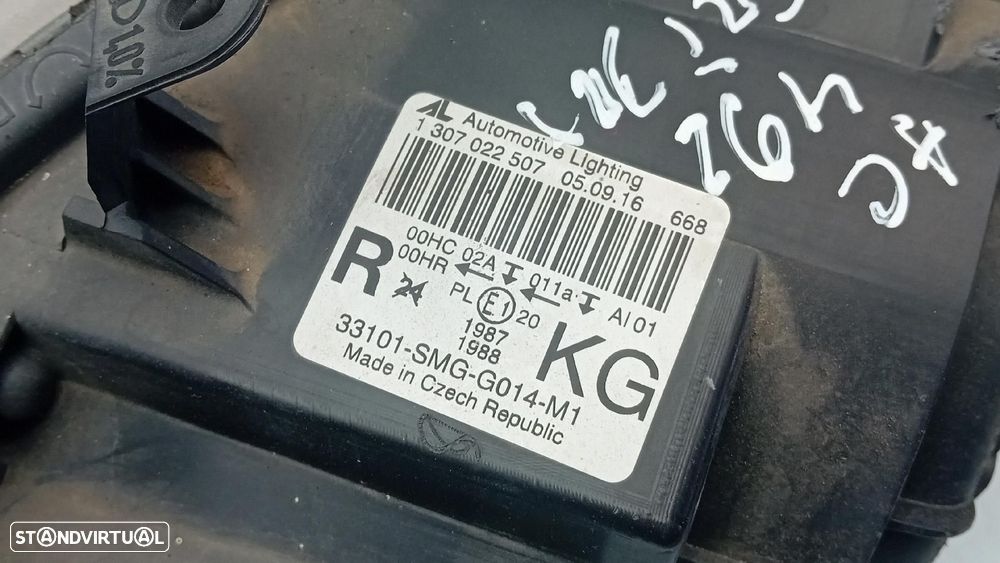 AL Automotive Lighting
1 307 022 507 05.09.16 668
00HC 02A 011a AI 01
00HR
R 24 PL E1 20 KG
1987
1988
33101-SMG-G014-M1
Made in Czech Republic
STANDVIRTUAL